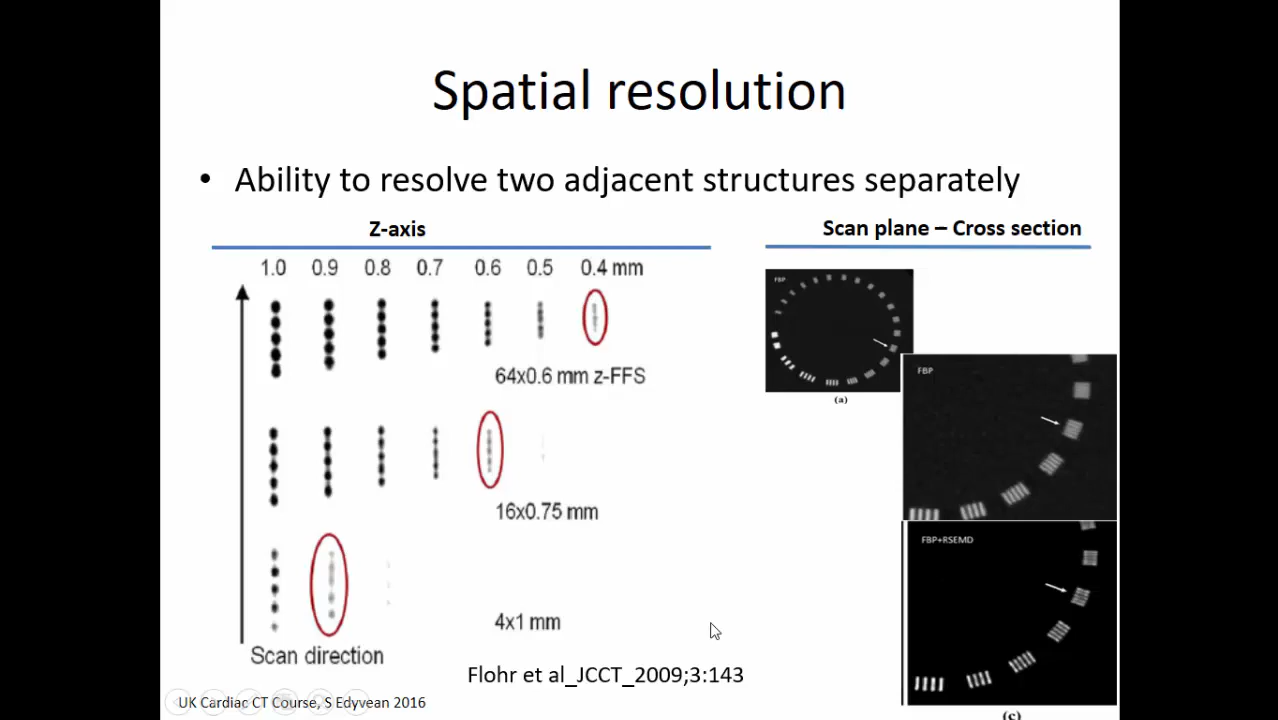 Spatial resolution
• Ability to resolve two adjacent structures separately
Z-axis
1.0 0.9 0.8 0.7 0.6 0.5 0.4 mm
64x0.6 mm z-FFS
16x0.75 mm
4x1 mm
Scan direction
Flohr et al_JCCT_2009;3:143
UK Cardiac CT Course, S Edyvean 2016
Scan plane – Cross section
FBP
(a)
FBP
FBP+RSEMD
(c)